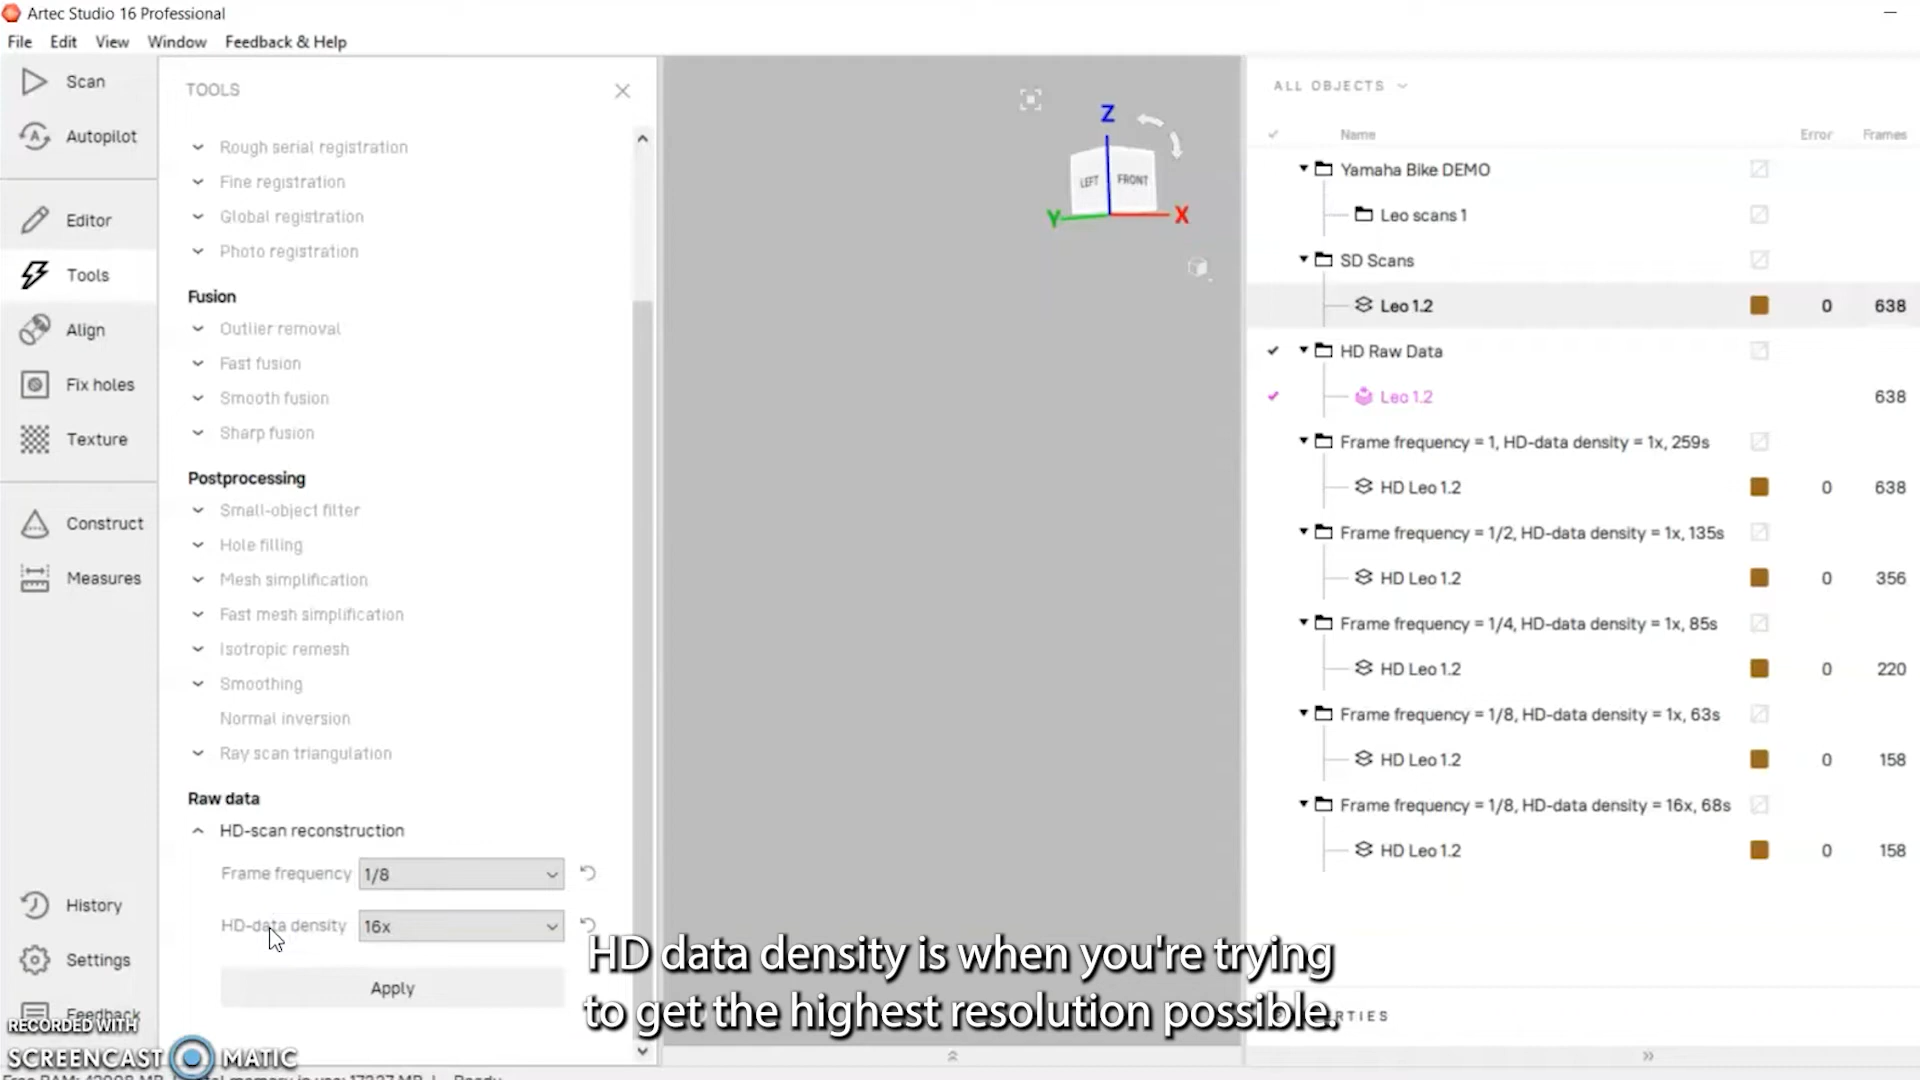 Artec Studio 16 Professional
File Edit View Window Feedback & Help
Scan
Autopilot
Editor
Tools
Align
Fix holes
Texture
Construct
Measures
History
Settings
Feedback
TOOLS
Rough serial registration
Fine registration
Global registration
Photo registration
Fusion
Outlier removal
Fast fusion
Smooth fusion
Sharp fusion
Postprocessing
Small-object filter
Hole filling
Mesh simplification
Fast mesh simplification
Isotropic remesh
Smoothing
Normal inversion
Ray scan triangulation
Raw data
HD-scan reconstruction
Frame frequency 1/8
HD-data density 16x
Apply
Z
LEFT FRONT
Y X
ALL OBJECTS
Name Error Frames
Yamaha Bike DEMO
Leo scans 1
SD Scans
Leo 1.2 0 638
HD Raw Data
Leo 1.2 638
Frame frequency = 1, HD-data density = 1x, 259s
HD Leo 1.2 0 638
Frame frequency = 1/2, HD-data density = 1x, 135s
HD Leo 1.2 0 356
Frame frequency = 1/4, HD-data density = 1x, 85s
HD Leo 1.2 0 220
Frame frequency = 1/8, HD-data density = 1x, 63s
HD Leo 1.2 0 158
Frame frequency = 1/8, HD-data density = 16x, 68s
HD Leo 1.2 0 158
HD data density is when you're trying
to get the highest resolution possible.
RECORDED WITH
SCREENCAST MATIC